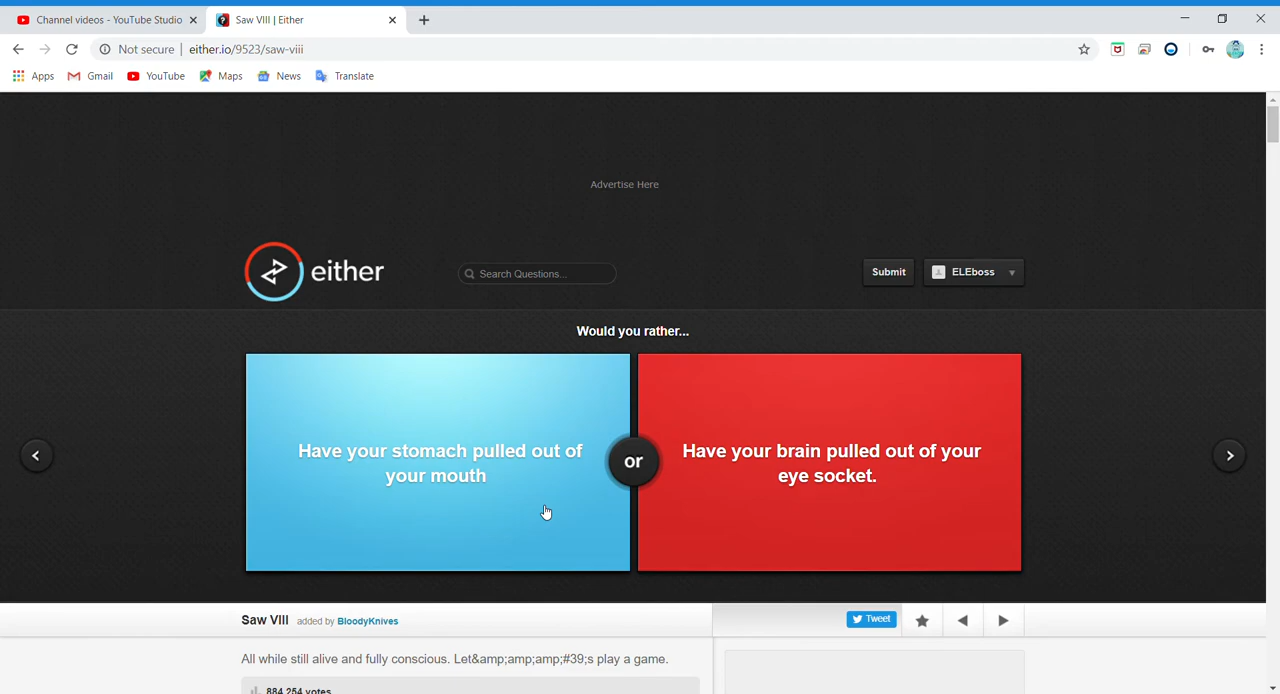 Channel videos - YouTube Studio
Saw VIII | Either
Not secure | either.io/9523/saw-viii
Apps Gmail YouTube Maps News Translate
Advertise Here
either
Search Questions...
Submit
ELEboss
Would you rather...
Have your stomach pulled out of
your mouth
or
Have your brain pulled out of your
eye socket.
Saw VIII added by BloodyKnives
Tweet
All while still alive and fully conscious. Let&amp;amp;amp;#39;s play a game.
884,254 votes